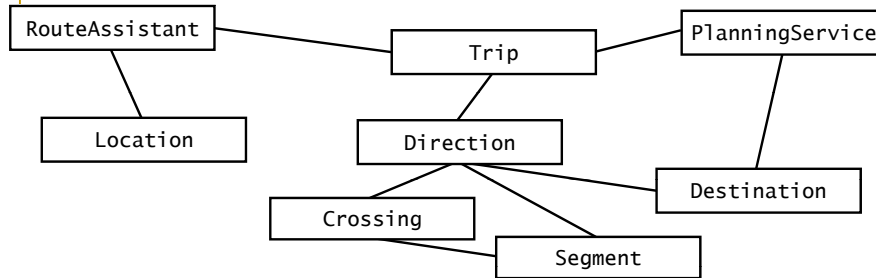 RouteAssistant
Trip
PlanningService
Location
Direction
Destination
Crossing
Segment